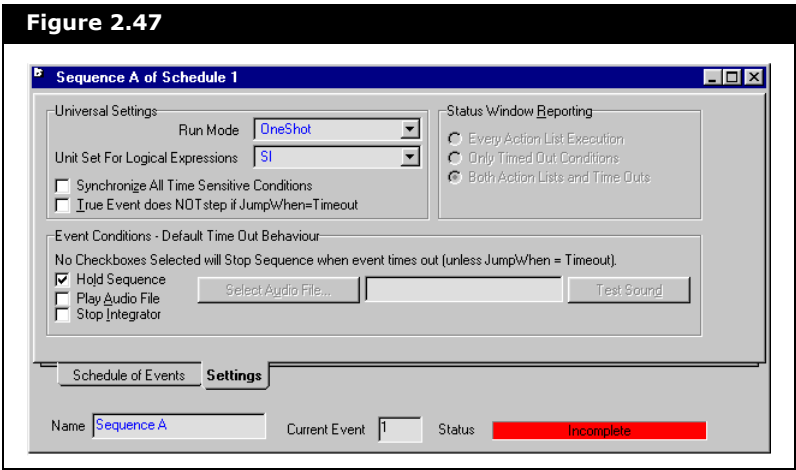 Figure 2.47
Sequence A of Schedule 1
Universal Settings
Run Mode OneShot
Unit Set For Logical Expressions SI
Synchronize All Time Sensitive Conditions
True Event does NOT step if JumpWhen=Timeout
Status Window Reporting
Every Action List Execution
Only Timed Out Conditions
Both Action Lists and Time Outs
Event Conditions - Default Time Out Behaviour
No Checkboxes Selected will Stop Sequence when event times out (unless JumpWhen = Timeout).
Hold Sequence
Play Audio File
Stop Integrator
Select Audio File...
Test Sound
Schedule of Events Settings
Name Sequence A Current Event 1 Status Incomplete